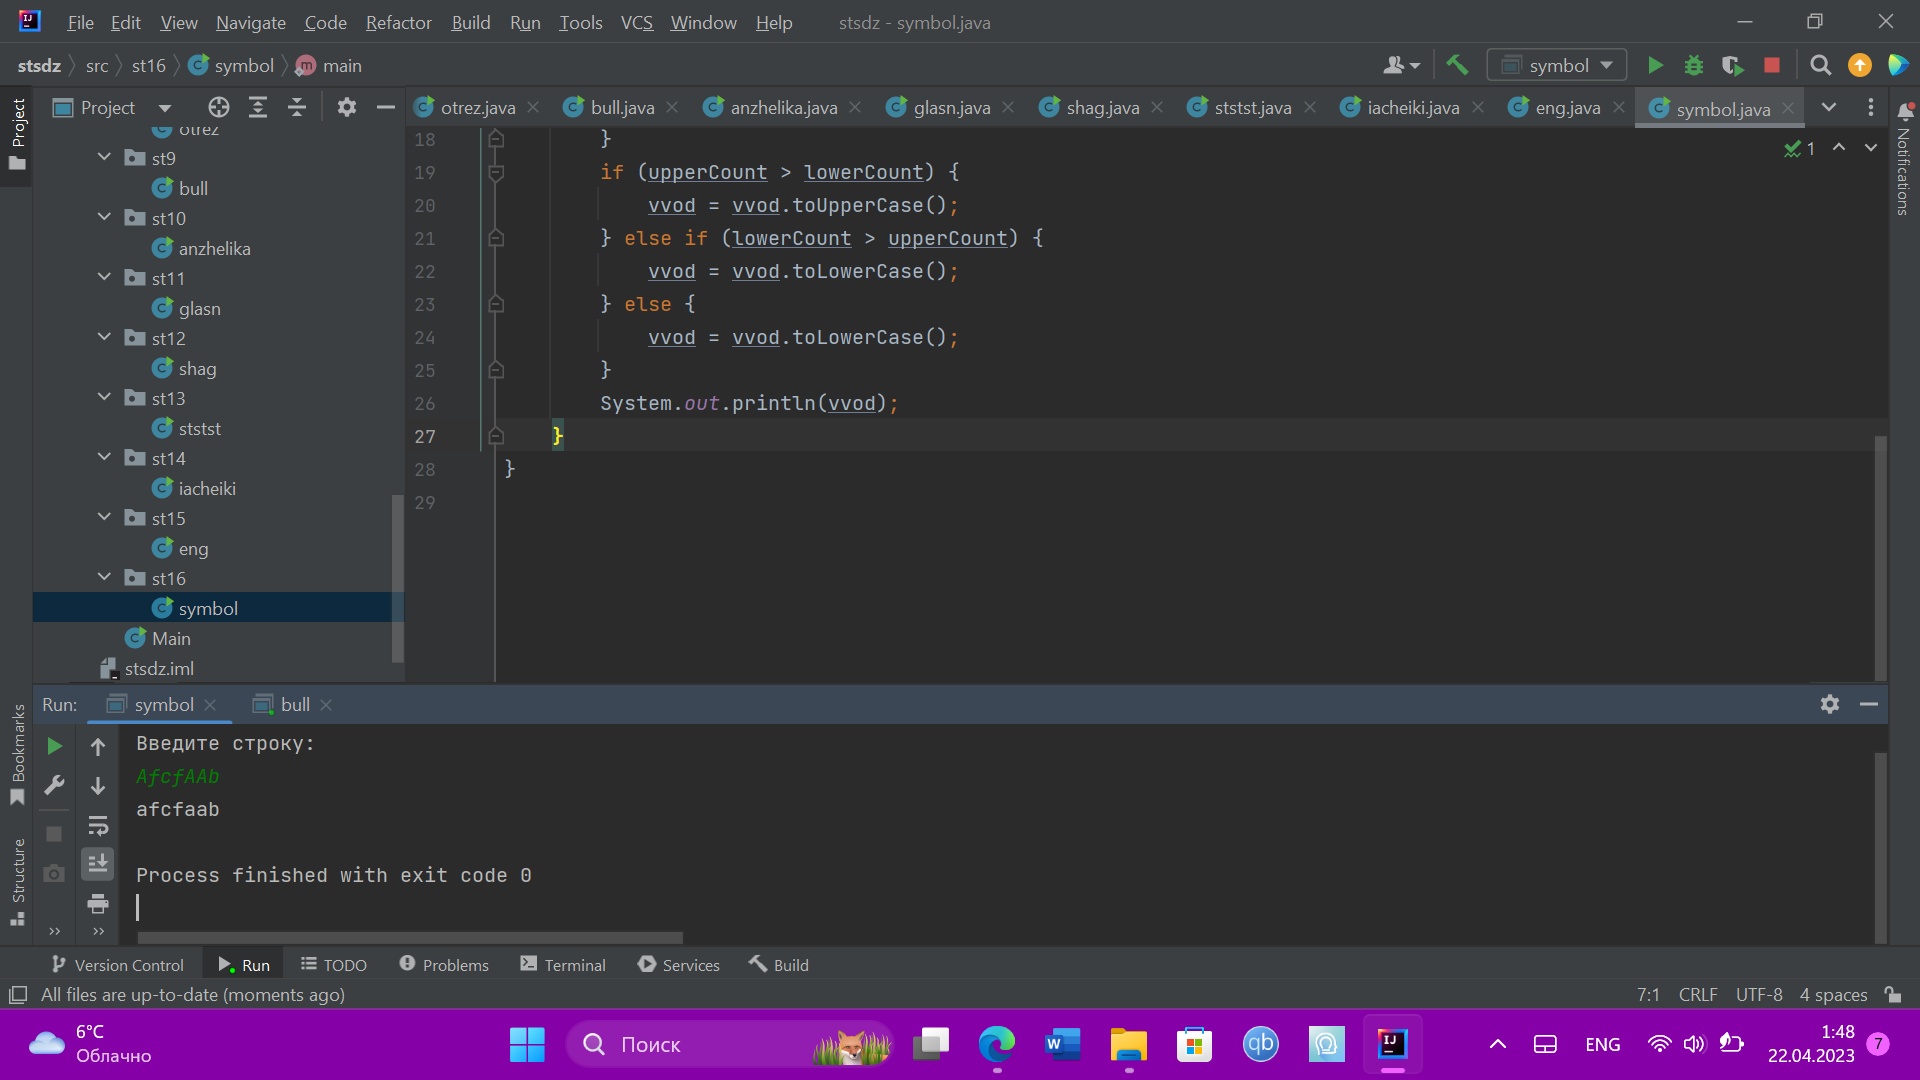 File Edit View Navigate Code Refactor Build Run Tools VCS Window Help stsdz - symbol.java
stsdz src st16 symbol main symbol
Project otrez.java bull.java anzhelika.java glasn.java shag.javaststst.java iacheiki.java eng.java symbol.java
Project
Notifications
otrez
st9
bull
st10
anzhelika
st11
glasn
st12
shag
st13
ststst
st14
iacheiki
st15
eng
st16
symbol
Main
stsdz.iml
1
18 }
19 if (upperCount > lowerCount) {
20 vvod = vvod.toUpperCase();
21 } else if (lowerCount > upperCount) {
22 vvod = vvod.toLowerCase();
23 } else {
24 vvod = vvod.toLowerCase();
25 }
26 System.out.println(vvod);
27 }
28 }
29
Bookmarks
Structure
Run: symbol bull
Введите строку:
AfcfAAb
afcfaab
Process finished with exit code 0
Version Control Run TODO Problems Terminal Services Build
All files are up-to-date (moments ago) 7:1 CRLF UTF-8 4 spaces
6°C
Облачно
Поиск
ENG
1:48
22.04.2023
7